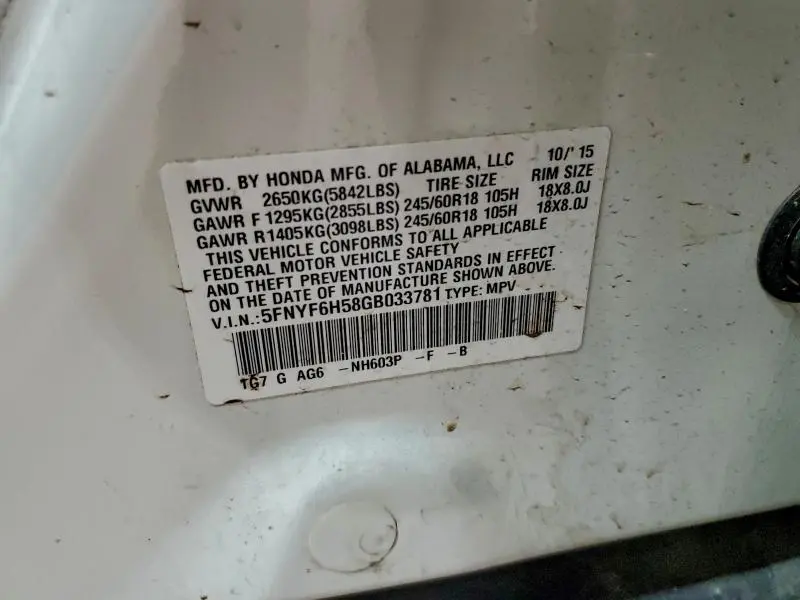 MFD. BY HONDA MFG. OF ALABAMA, LLC 10/'15
GVWR 2650KG(5842LBS) TIRE SIZE RIM SIZE
GAWR F 1295KG(2855LBS) 245/60R18 105H 18X8.0J
GAWR R 1405KG(3098LBS) 245/60R18 105H 18X8.0J
THIS VEHICLE CONFORMS TO ALL APPLICABLE
FEDERAL MOTOR VEHICLE SAFETY
AND THEFT PREVENTION STANDARDS IN EFFECT
ON THE DATE OF MANUFACTURE SHOWN ABOVE.
V.I.N.:5FNYF6H58GB033781 TYPE: MPV
TG7 G AG6 -NH603P -F -B